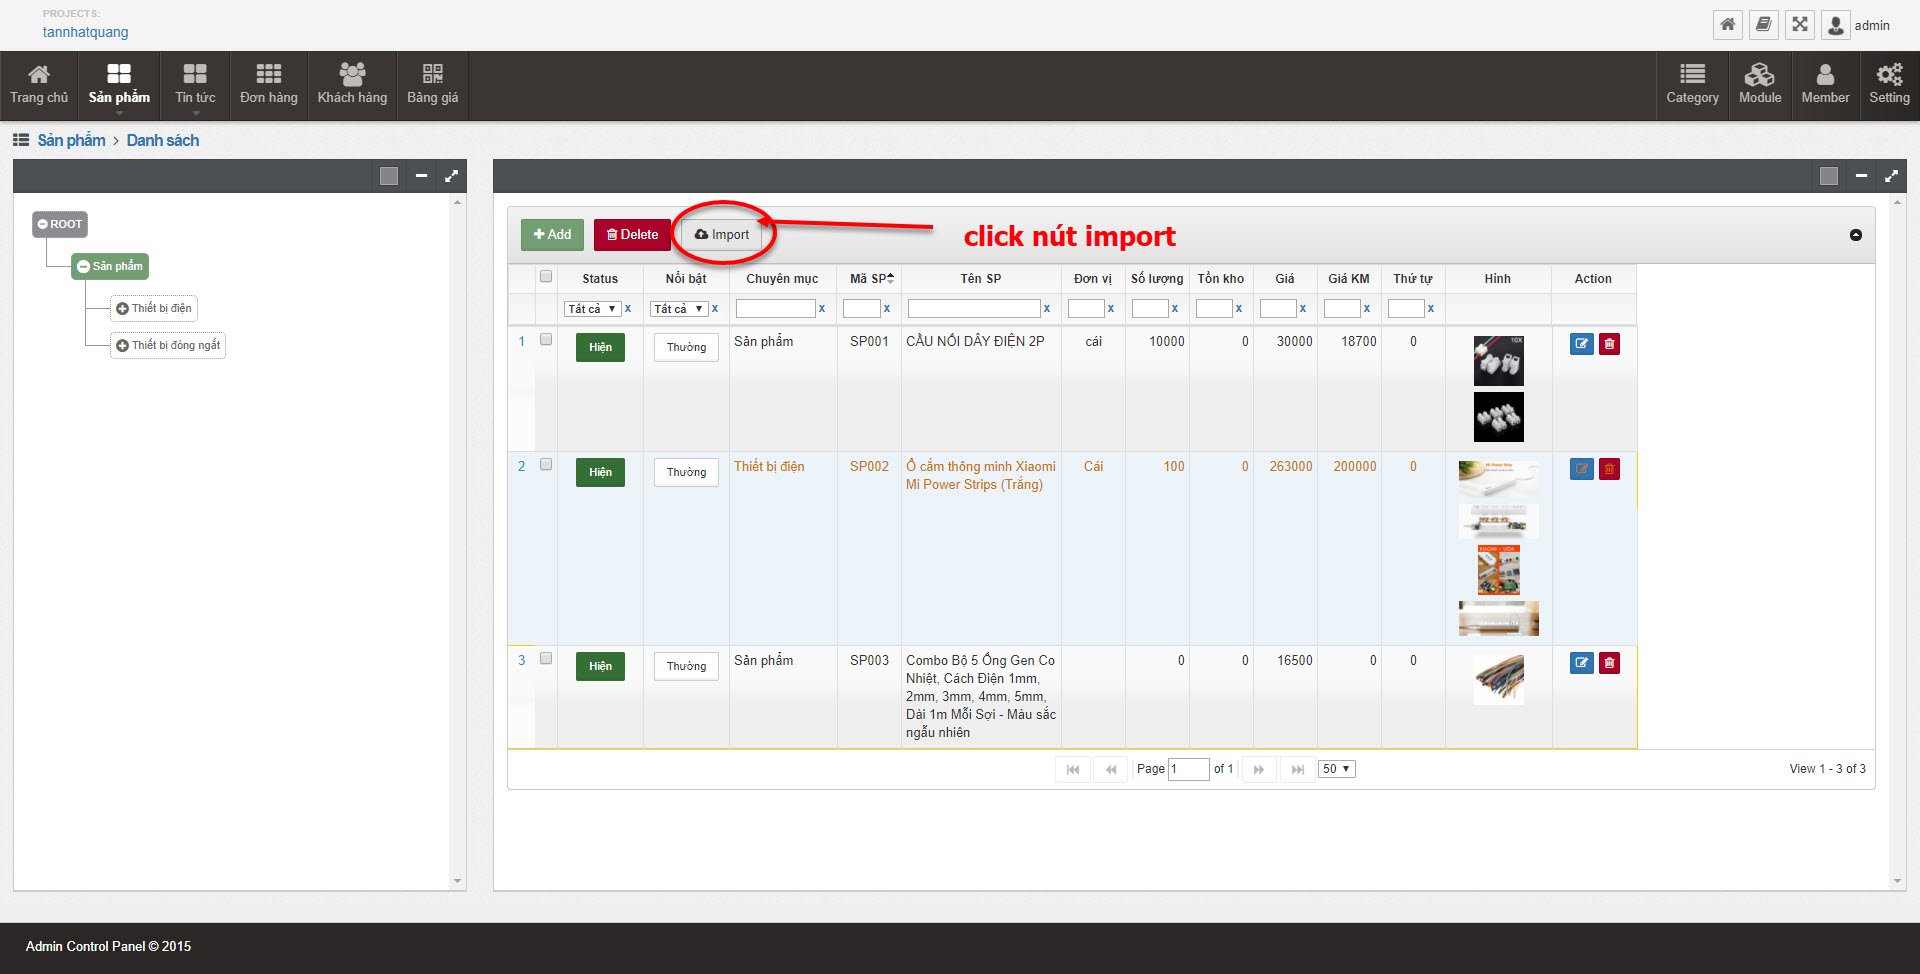 PROJECTS:
tannhatquang
admin
Trang chủ
Sản phẩm
Tin tức
Đơn hàng
Khách hàng
Bảng giá
Category
Module
Member
Setting
Sản phẩm > Danh sách
ROOT
Sản phẩm
Thiết bị điện
Thiết bị đóng ngắt
Add
Delete
Import
click nút import
Status Nổi bật Chuyên mục Mã SP Tên SP Đơn vị Số lượng Tồn kho Giá Giá KM Thứ tự Hình Action
Tất cả x Tất cả x x x x x x x x x x
1 Hiện Thường Sản phẩm SP001 CẦU NỐI DÂY ĐIỆN 2P cái 10000 0 30000 18700 0
10X
2 Hiện Thường Thiết bị điện SP002 Ổ cắm thông minh Xiaomi Cái 100 0 263000 200000 0
Mi Power Strips (Trắng)
3 Hiện Thường Sản phẩm SP003 Combo Bộ 5 Ống Gen Co 0 0 16500 0 0
Nhiệt, Cách Điện 1mm,
2mm, 3mm, 4mm, 5mm,
Dài 1m Mỗi Sợi - Màu sắc
ngẫu nhiên
Page 1 of 1 50
View 1 - 3 of 3
Admin Control Panel © 2015